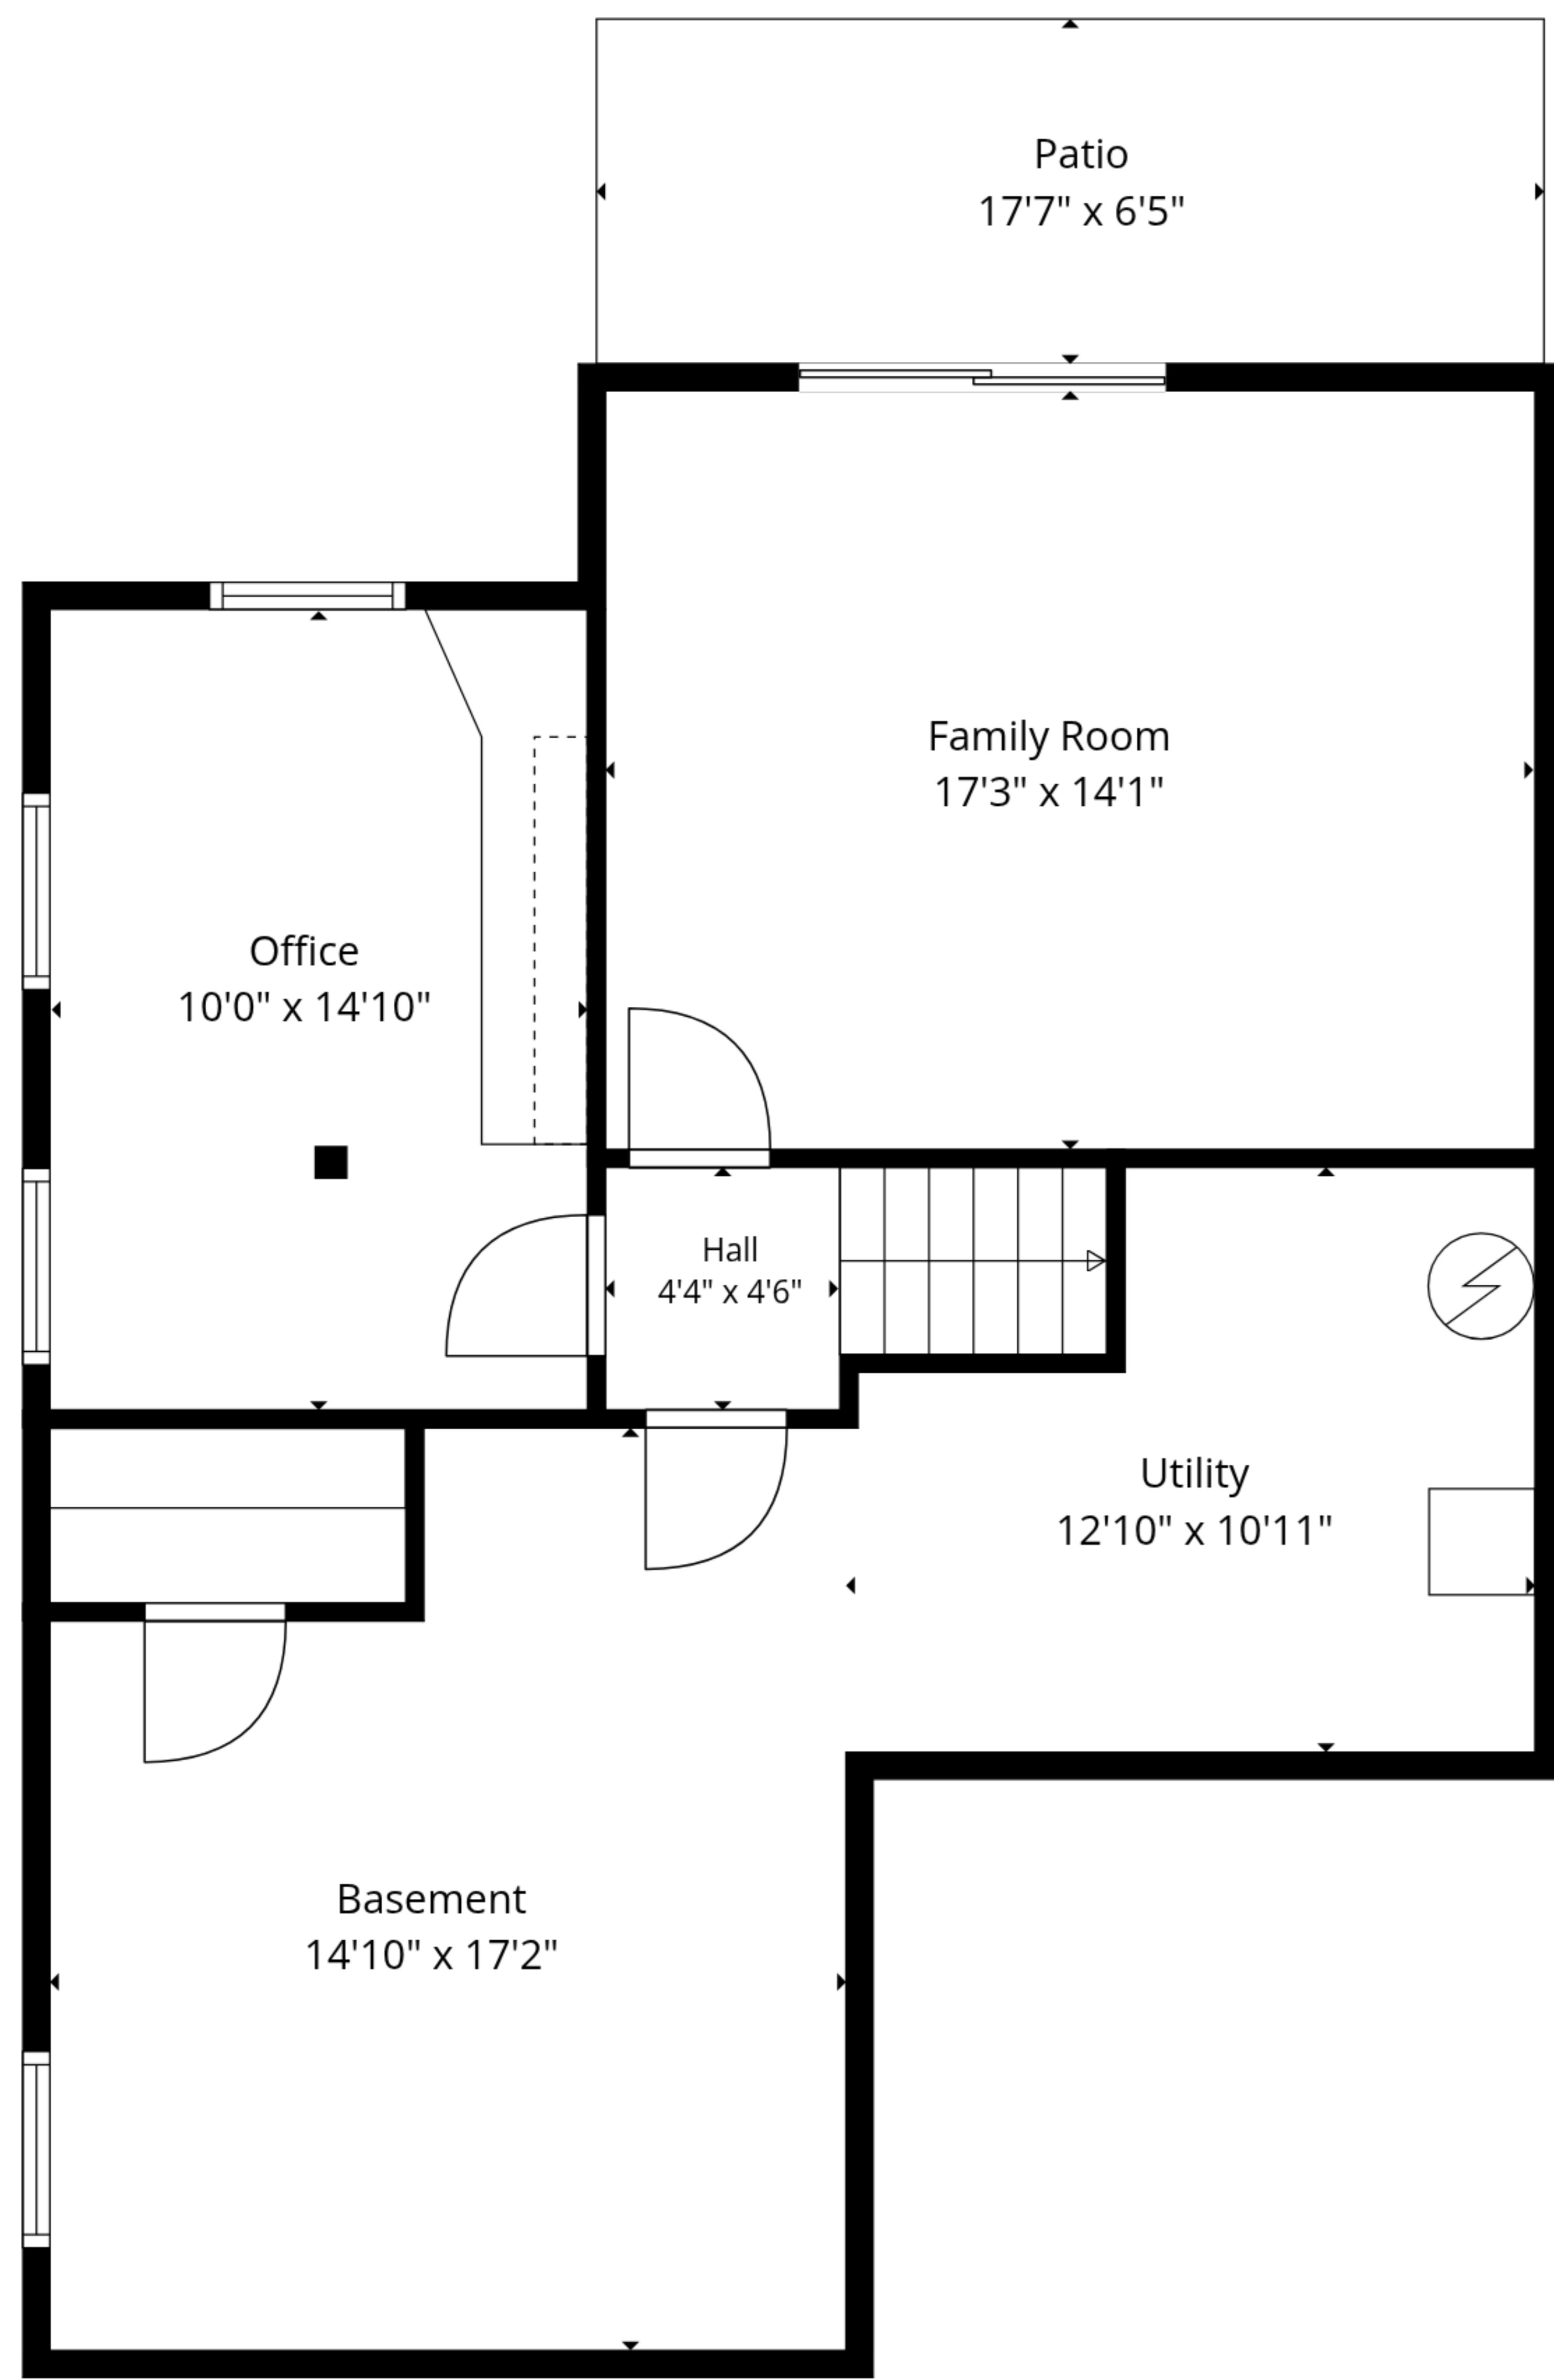 Patio
17'7" x 6'5"
Family Room
17'3" x 14'1"
Office
10'0" x 14'10"
Hall
4'4" x 4'6"
Utility
12'10" x 10'11"
Basement
14'10" x 17'2"